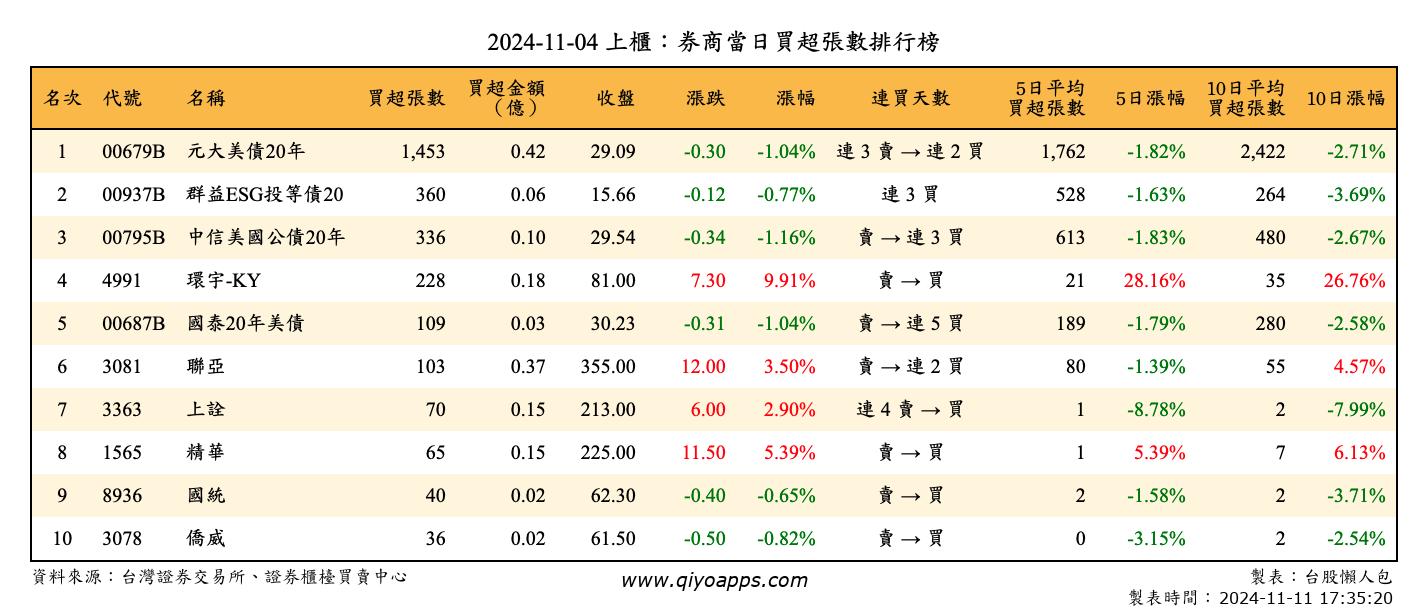 2024-11-04 上櫃：券商當日買超張數排行榜
名次 代號 名稱 買超張數 買超金額（億） 收盤 漲跌 漲幅 連買天數 5日平均買超張數 5日漲幅 10日平均買超張數 10日漲幅
1 00679B 元大美債20年 1,453 0.42 29.09 -0.30 -1.04% 連 3 賣 → 連 2 買 1,762 -1.82% 2,422 -2.71%
2 00937B 群益ESG投等債20 360 0.06 15.66 -0.12 -0.77% 連 3 買 528 -1.63% 264 -3.69%
3 00795B 中信美國公債20年 336 0.10 29.54 -0.34 -1.16% 賣 → 連 3 買 613 -1.83% 480 -2.67%
4 4991 環宇-KY 228 0.18 81.00 7.30 9.91% 賣 → 買 21 28.16% 35 26.76%
5 00687B 國泰20年美債 109 0.03 30.23 -0.31 -1.04% 賣 → 連 5 買 189 -1.79% 280 -2.58%
6 3081 聯亞 103 0.37 355.00 12.00 3.50% 賣 → 連 2 買 80 -1.39% 55 4.57%
7 3363 上詮 70 0.15 213.00 6.00 2.90% 連 4 賣 → 買 1 -8.78% 2 -7.99%
8 1565 精華 65 0.15 225.00 11.50 5.39% 賣 → 買 1 5.39% 7 6.13%
9 8936 國統 40 0.02 62.30 -0.40 -0.65% 賣 → 買 2 -1.58% 2 -3.71%
10 3078 僑威 36 0.02 61.50 -0.50 -0.82% 賣 → 買 0 -3.15% 2 -2.54%
資料來源：台灣證券交易所、證券櫃檯買賣中心 www.qiyoapps.com 製表：台股懶人包
製表時間：2024-11-11 17:35:20